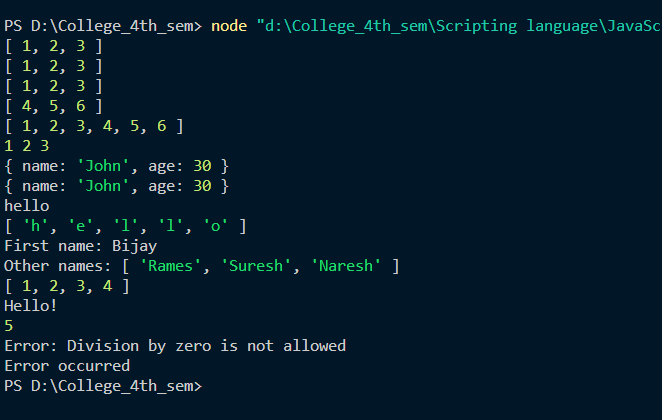 PS D:\College_4th_sem> node "d:\College_4th_sem\Scripting language\JavaSc
[ 1, 2, 3 ]
[ 1, 2, 3 ]
[ 1, 2, 3 ]
[ 4, 5, 6 ]
[ 1, 2, 3, 4, 5, 6 ]
1 2 3
{ name: 'John', age: 30 }
{ name: 'John', age: 30 }
hello
[ 'h', 'e', 'l', 'l', 'o' ]
First name: Bijay
Other names: [ 'Rames', 'Suresh', 'Naresh' ]
[ 1, 2, 3, 4 ]
Hello!
5
Error: Division by zero is not allowed
Error occurred
PS D:\College_4th_sem>